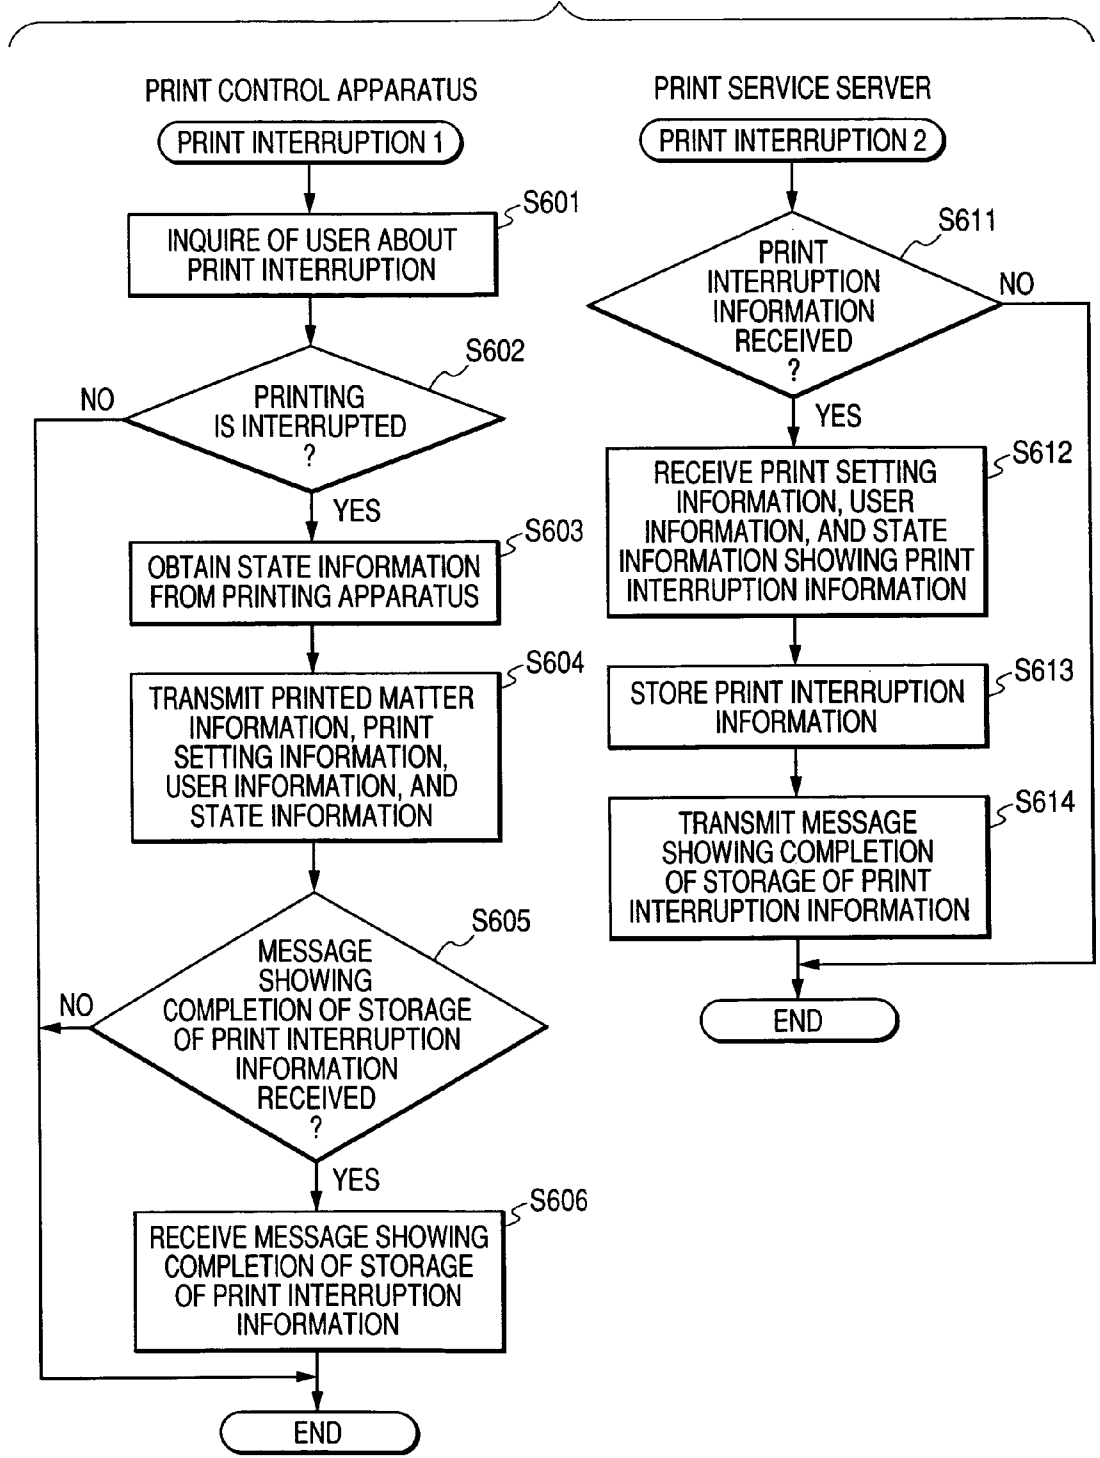 PRINT CONTROL APPARATUS
PRINT INTERRUPTION 1
S601
INQUIRE OF USER ABOUT
PRINT INTERRUPTION
S602
PRINTING
IS INTERRUPTED
?
NO
YES
S603
OBTAIN STATE INFORMATION
FROM PRINTING APPARATUS
S604
TRANSMIT PRINTED MATTER
INFORMATION, PRINT
SETTING INFORMATION,
USER INFORMATION, AND
STATE INFORMATION
S605
MESSAGE
SHOWING
COMPLETION OF STORAGE
OF PRINT INTERRUPTION
INFORMATION
RECEIVED
?
NO
YES
S606
RECEIVE MESSAGE SHOWING
COMPLETION OF STORAGE
OF PRINT INTERRUPTION
INFORMATION
END
PRINT SERVICE SERVER
PRINT INTERRUPTION 2
S611
PRINT
INTERRUPTION
INFORMATION
RECEIVED
?
NO
YES
S612
RECEIVE PRINT SETTING
INFORMATION, USER
INFORMATION, AND STATE
INFORMATION SHOWING PRINT
INTERRUPTION INFORMATION
S613
STORE PRINT INTERRUPTION
INFORMATION
S614
TRANSMIT MESSAGE
SHOWING COMPLETION
OF STORAGE OF PRINT
INTERRUPTION INFORMATION
END